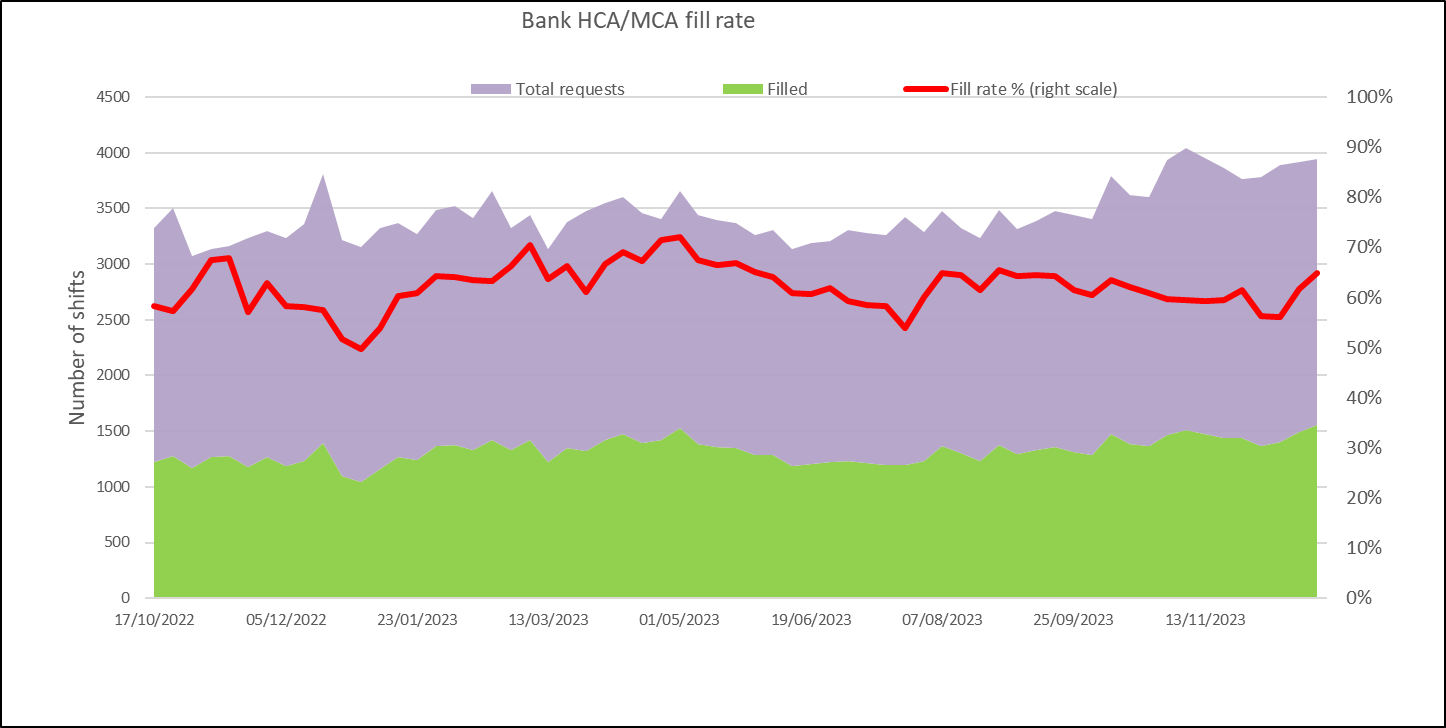 Bank HCA/MCA fill rate
Total requests Filled Fill rate % (right scale)
4500 100%
4000 90%
3500 80%
3000 70%
2500 60%
2000 50%
1500 40%
1000 30%
500 20%
0 10%
0%
Number of shifts
17/10/2022 05/12/2022 23/01/2023 13/03/2023 01/05/2023 19/06/2023 07/08/2023 25/09/2023 13/11/2023